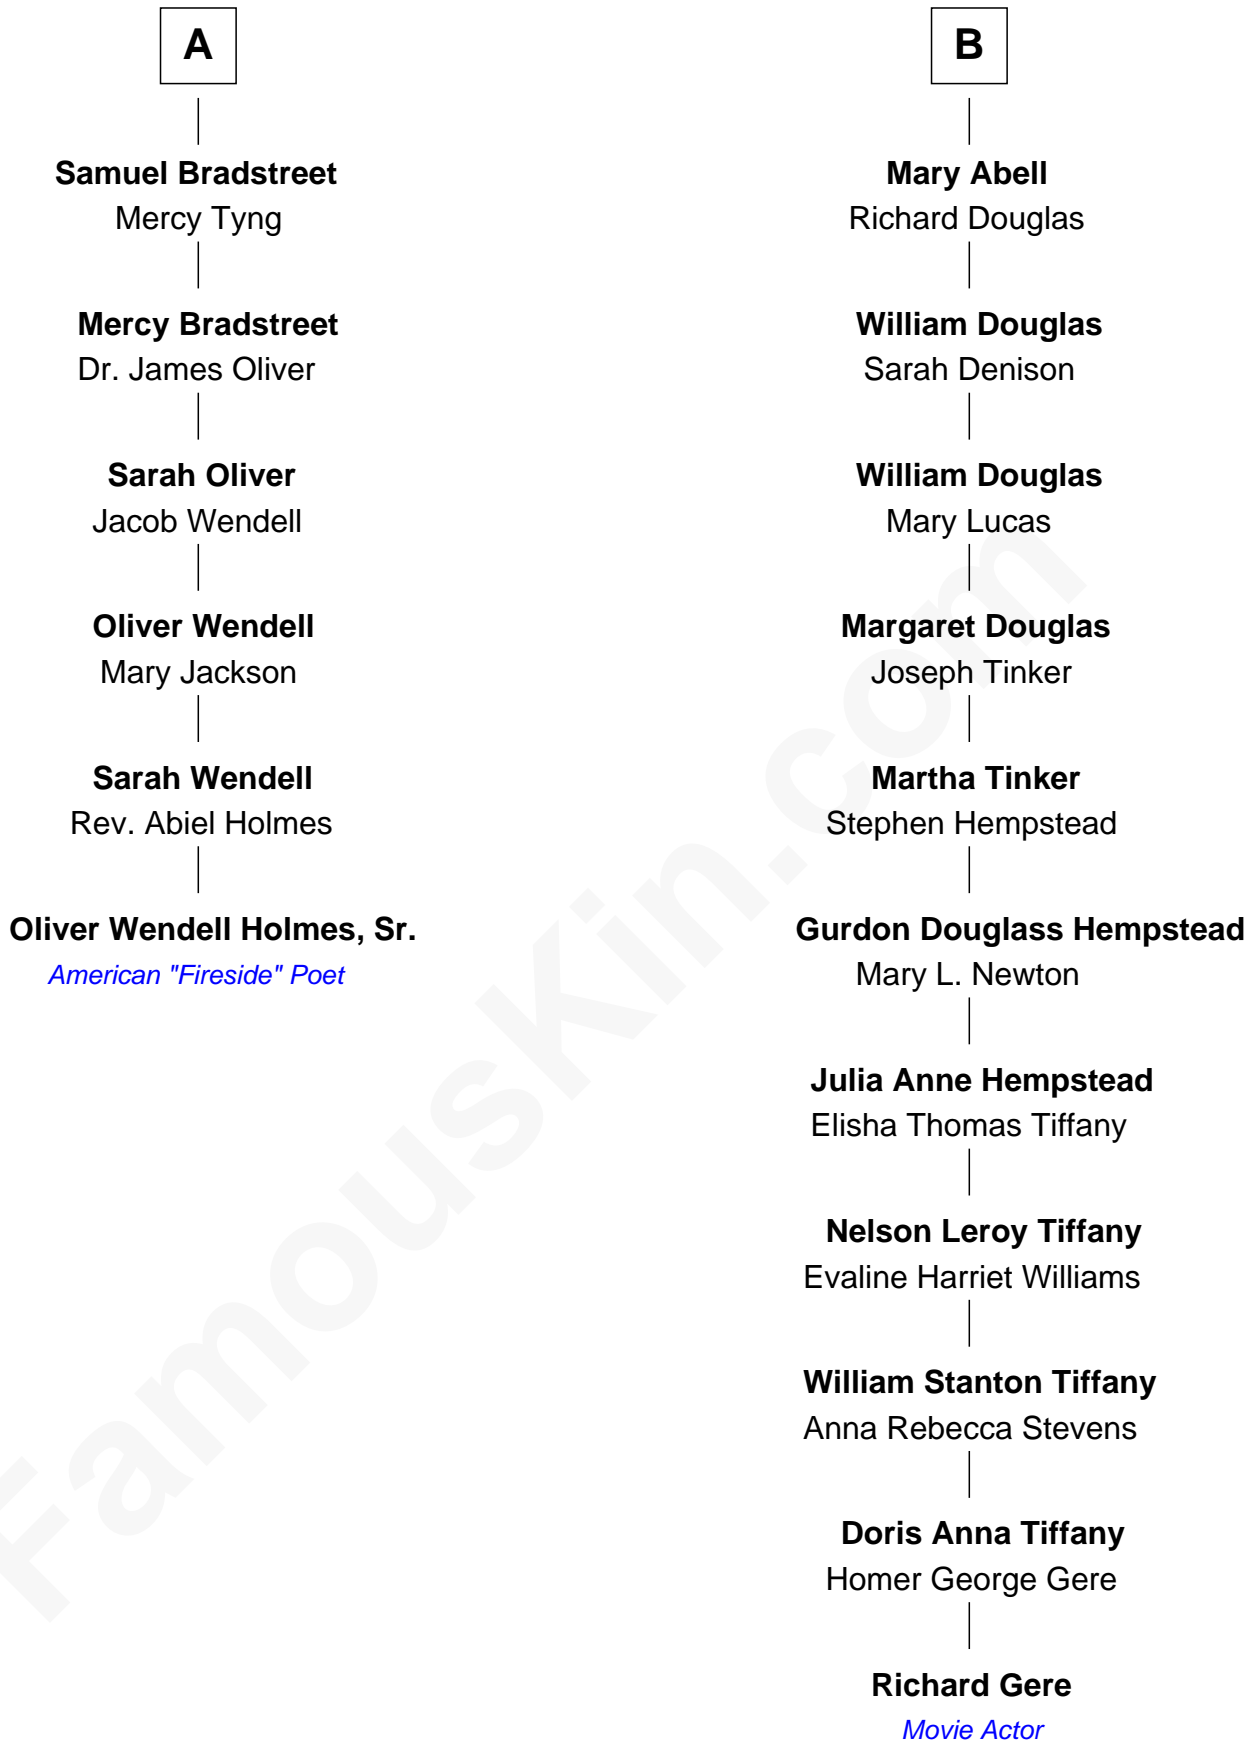 A
Samuel Bradstreet
Mercy Tyng
Mercy Bradstreet
Dr. James Oliver
Sarah Oliver
Jacob Wendell
Oliver Wendell
Mary Jackson
Sarah Wendell
Rev. Abiel Holmes
Oliver Wendell Holmes, Sr.
American "Fireside" Poet
B
Mary Abell
Richard Douglas
William Douglas
Sarah Denison
William Douglas
Mary Lucas
Margaret Douglas
Joseph Tinker
Martha Tinker
Stephen Hempstead
Gurdon Douglass Hempstead
Mary L. Newton
Julia Anne Hempstead
Elisha Thomas Tiffany
Nelson Leroy Tiffany
Evaline Harriet Williams
William Stanton Tiffany
Anna Rebecca Stevens
Doris Anna Tiffany
Homer George Gere
Richard Gere
Movie Actor
FamousKin.com